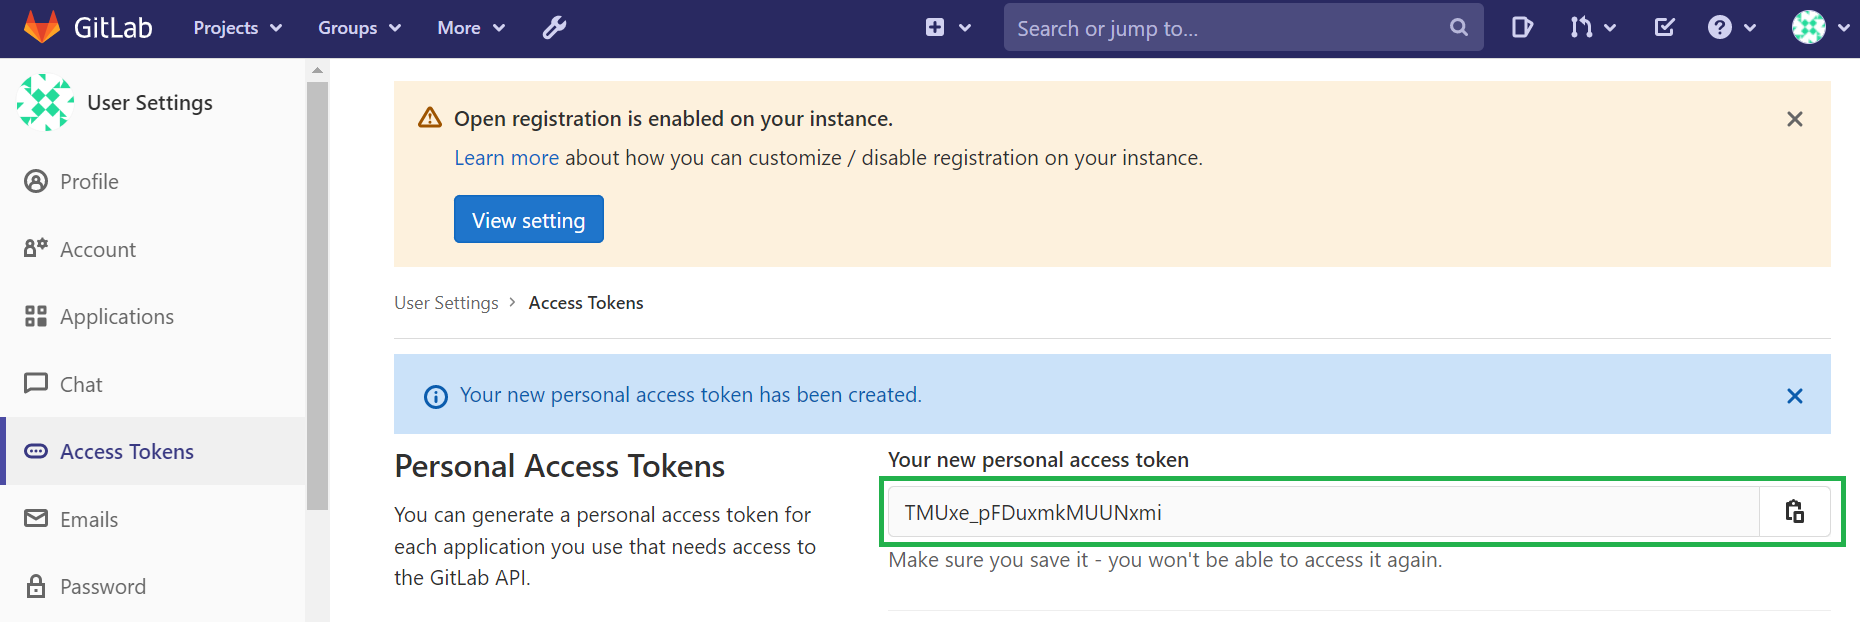 GitLab Projects Groups More Search or jump to...
User Settings
Profile
Account
Applications
Chat
Access Tokens
Emails
Password
Open registration is enabled on your instance.
Learn more about how you can customize / disable registration on your instance.
View setting
User Settings > Access Tokens
Your new personal access token has been created.
Personal Access Tokens
You can generate a personal access token for
each application you use that needs access to
the GitLab API.
Your new personal access token
TMUxe_pFDuxmkMUUNxmi
Make sure you save it - you won't be able to access it again.